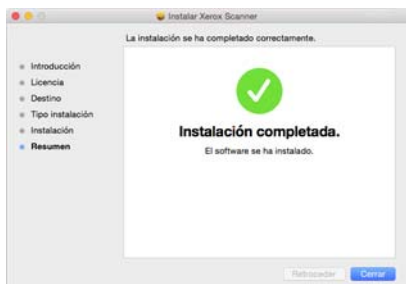 Instalar Xerox Scanner
La instalación se ha completado correctamente.
Introducción
Licencia
Destino
Tipo instalación
Instalación
Resumen
Instalación completada.
El software se ha instalado.
Retroceder
Cerrar